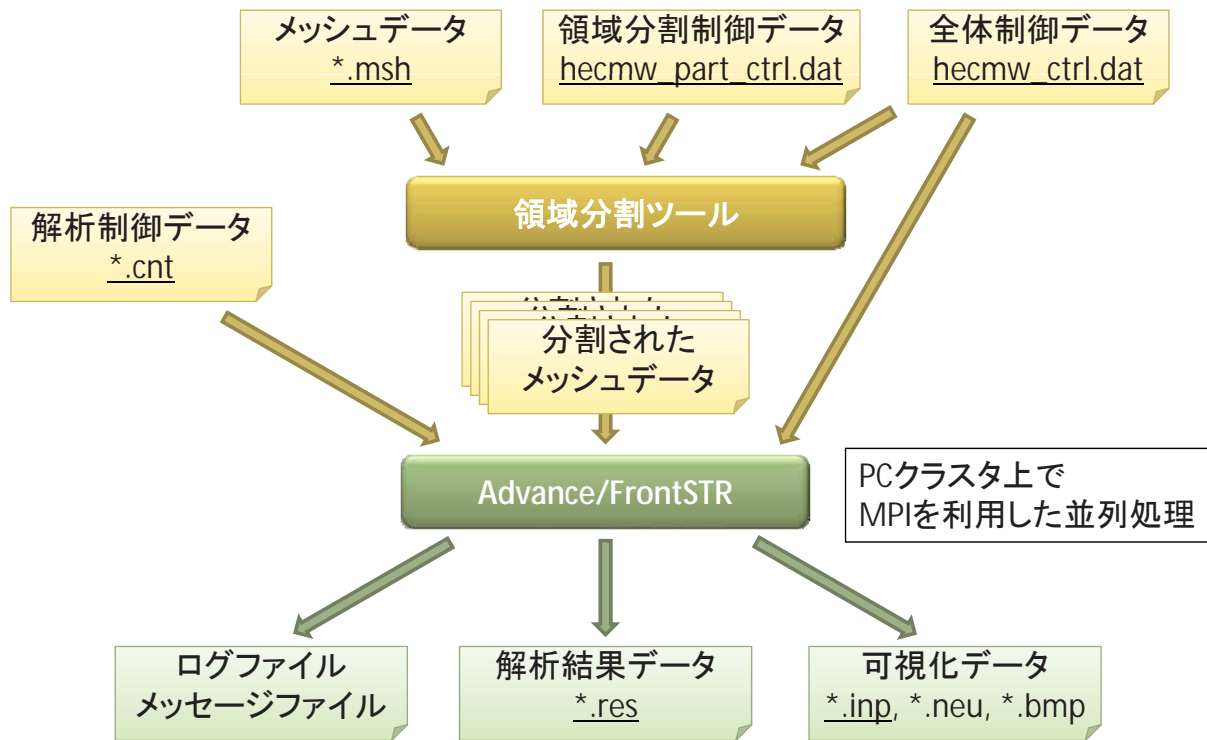 メッシュデータ
*.msh
領域分割制御データ
hecmw_part_ctrl.dat
全体制御データ
hecmw_ctrl.dat
領域分割ツール
解析制御データ
*.cnt
分割された
メッシュデータ
Advance/FrontSTR
PCクラスタ上で
MPIを利用した並列処理
ログファイル
メッセージファイル
解析結果データ
*.res
可視化データ
*.inp, *.neu, *.bmp